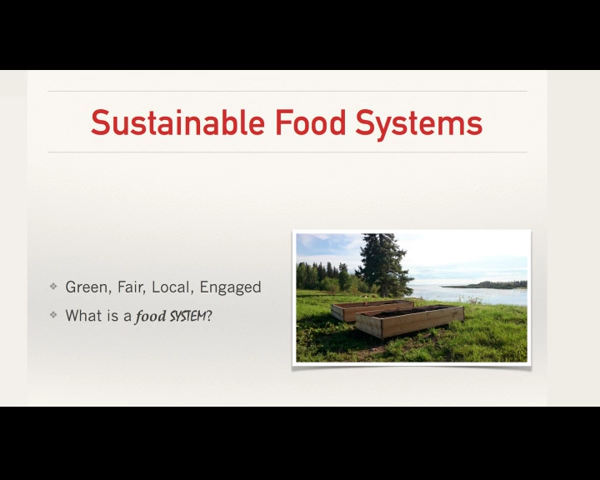 Sustainable Food Systems
Green, Fair, Local, Engaged
What is a food SYSTEM?